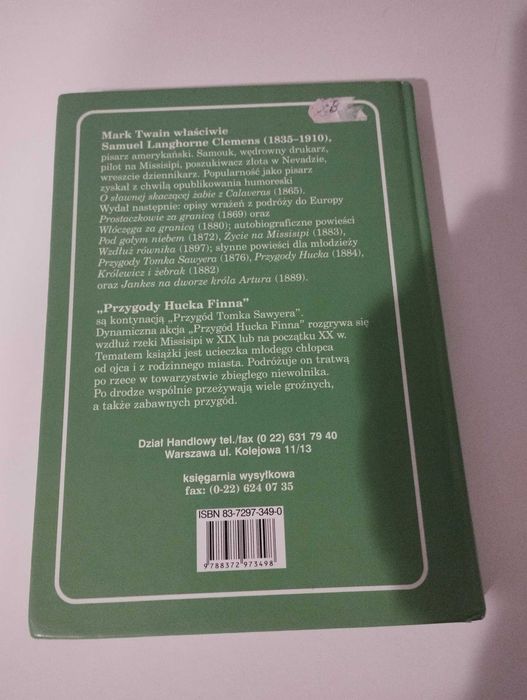 Mark Twain właściwie
Samuel Langhorne Clemens (1835–1910),
pisarz amerykański. Samouk, wędrowny drukarz,
pilot na Missisipi, poszukiwacz złota w Nevadzie,
wreszcie dziennikarz. Popularność jako pisarz
zyskał z chwilą opublikowania humoreski
O sławnej skaczącej żabie z Calaveras (1865).
Wydał następnie: opisy wrażeń z podróży do Europy
Prostaczkowie za granicą (1869) oraz
Włóczęga za granicą (1880); autobiograficzne powieści
Pod gołym niebem (1872), Życie na Missisipi (1883),
Wzdłuż równika (1897); słynne powieści dla młodzieży
Przygody Tomka Sawyera (1876), Przygody Hucka (1884),
Królewicz i żebrak (1882)
oraz Jankes na dworze króla Artura (1889).
„Przygody Hucka Finna”
są kontynacją „Przygód Tomka Sawyera”.
Dynamiczna akcja „Przygód Hucka Finna” rozgrywa się
wzdłuż rzeki Missisipi w XIX lub na początku XX w.
Tematem książki jest ucieczka młodego chłopca
od ojca i z rodzinnego miasta. Podróżuje on tratwą
po rzece w towarzystwie zbiegłego niewolnika.
Po drodze wspólnie przeżywają wiele groźnych,
a także zabawnych przygód.
Dział Handlowy tel./fax (0 22) 631 79 40
Warszawa ul. Kolejowa 11/13
księgarnia wysyłkowa
fax: (0-22) 624 07 35
ISBN 83-7297-349-0
9788372973498